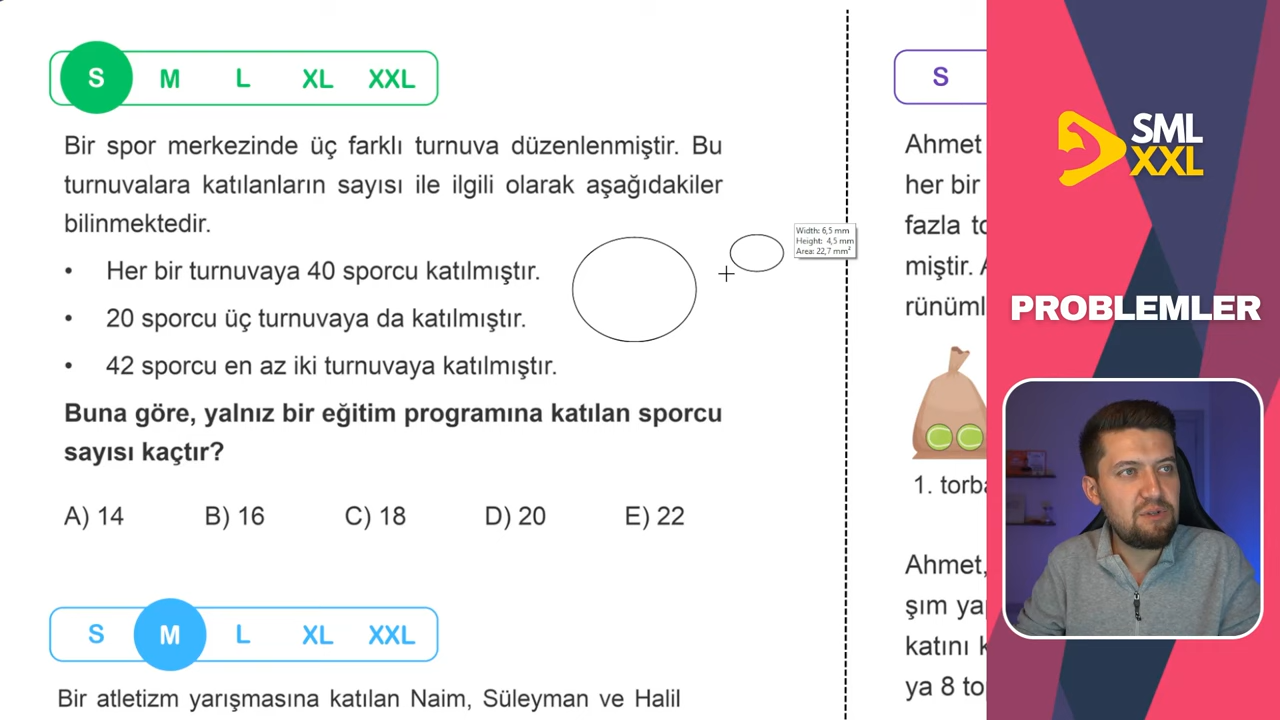 S M L XL XXL
Bir spor merkezinde üç farklı turnuva düzenlenmiştir. Bu
turnuvalara katılanların sayısı ile ilgili olarak aşağıdakiler
bilinmektedir.
• Her bir turnuvaya 40 sporcu katılmıştır.
• 20 sporcu üç turnuvaya da katılmıştır.
• 42 sporcu en az iki turnuvaya katılmıştır.
Buna göre, yalnız bir eğitim programına katılan sporcu
sayısı kaçtır?
A) 14 B) 16 C) 18 D) 20 E) 22
S M L XL XXL
Bir atletizm yarışmasına katılan Naim, Süleyman ve Halil
Width: 6,5 mm
Height: 4,5 mm
Area: 22,7 mm²
S
Ahmet
her bir
fazla to
miştir. A
rünüml
1. torba
Ahmet,
şım ya
katını k
ya 8 to
SML
XXL
PROBLEMLER